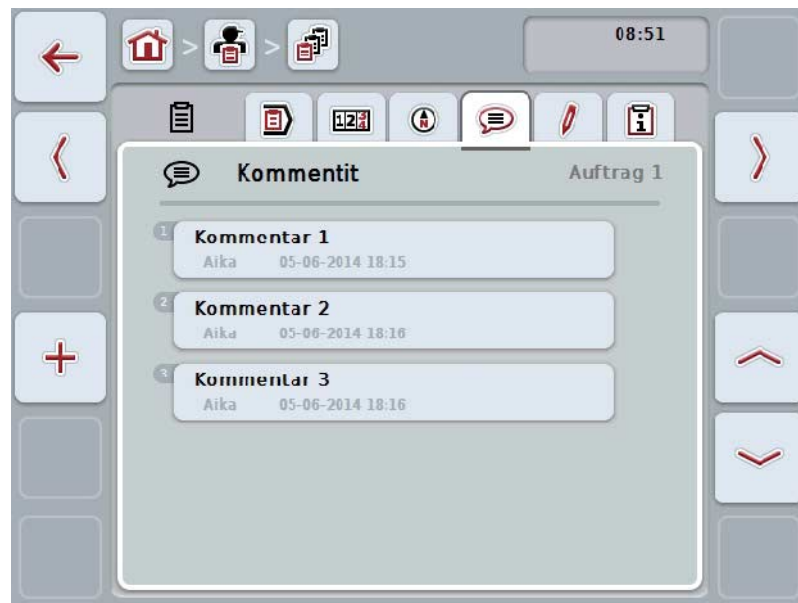 08:51
Kommentit
Auftrag 1
1
Kommentar 1
Aika 05-06-2014 18:15
2
Kommentar 2
Aika 05-06-2014 18:16
3
Kommentar 3
Aika 05-06-2014 18:16